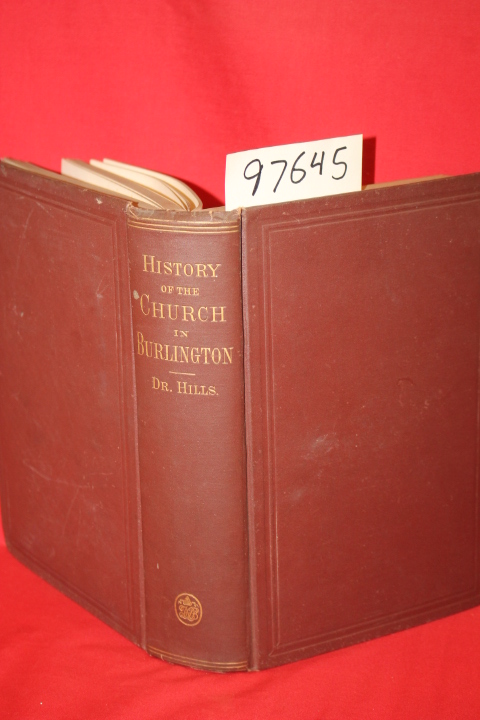 97645
HISTORY
OF THE
CHURCH
IN
BURLINGTON
DR. HILLS.